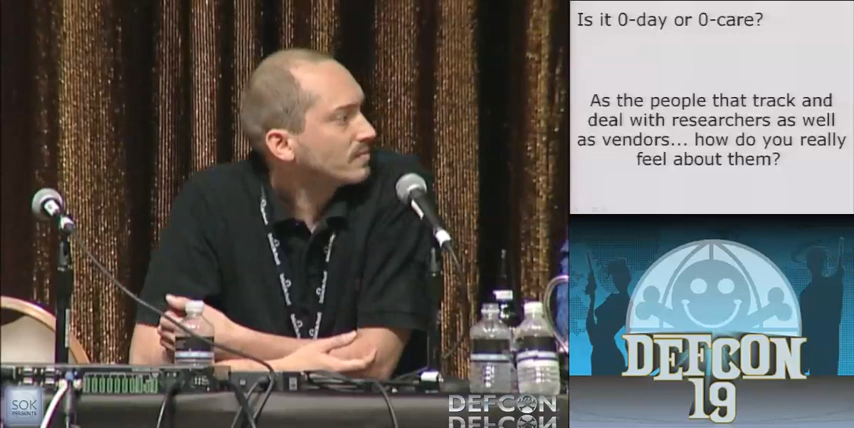 Is it 0-day or 0-care?
As the people that track and
deal with researchers as well
as vendors... how do you really
feel about them?
DEFCON
19
SOK
PRESENTS
DEFCON